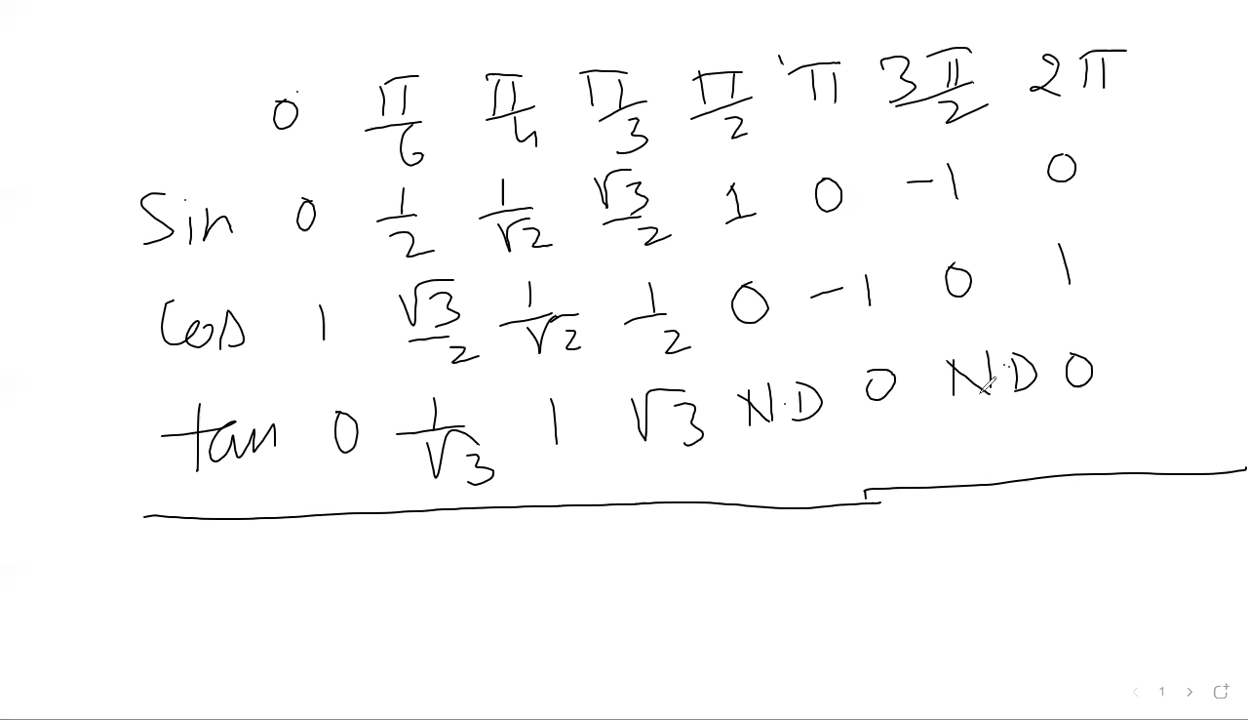 0 π/6 π/4 π/3 π/2 π 3π/2 2π
Sin 0 1/2 1/√2 √3/2 1 0 -1 0
Cos 1 √3/2 1/√2 1/2 0 -1 0 1
tan 0 1/√3 1 √3 N.D 0 N.D 0
1